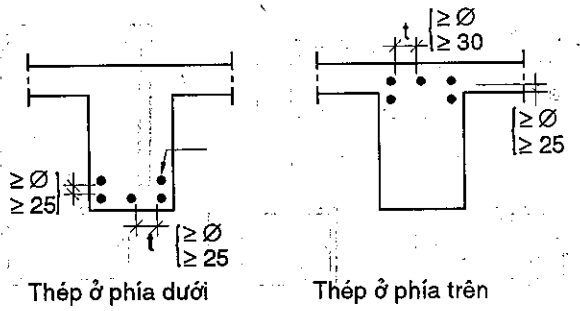 t
≥ Ø
≥ 30
≥ Ø
≥ 25
≥ Ø
≥ 25
t
≥ Ø
≥ 25
Thép ở phía dưới
Thép ở phía trên